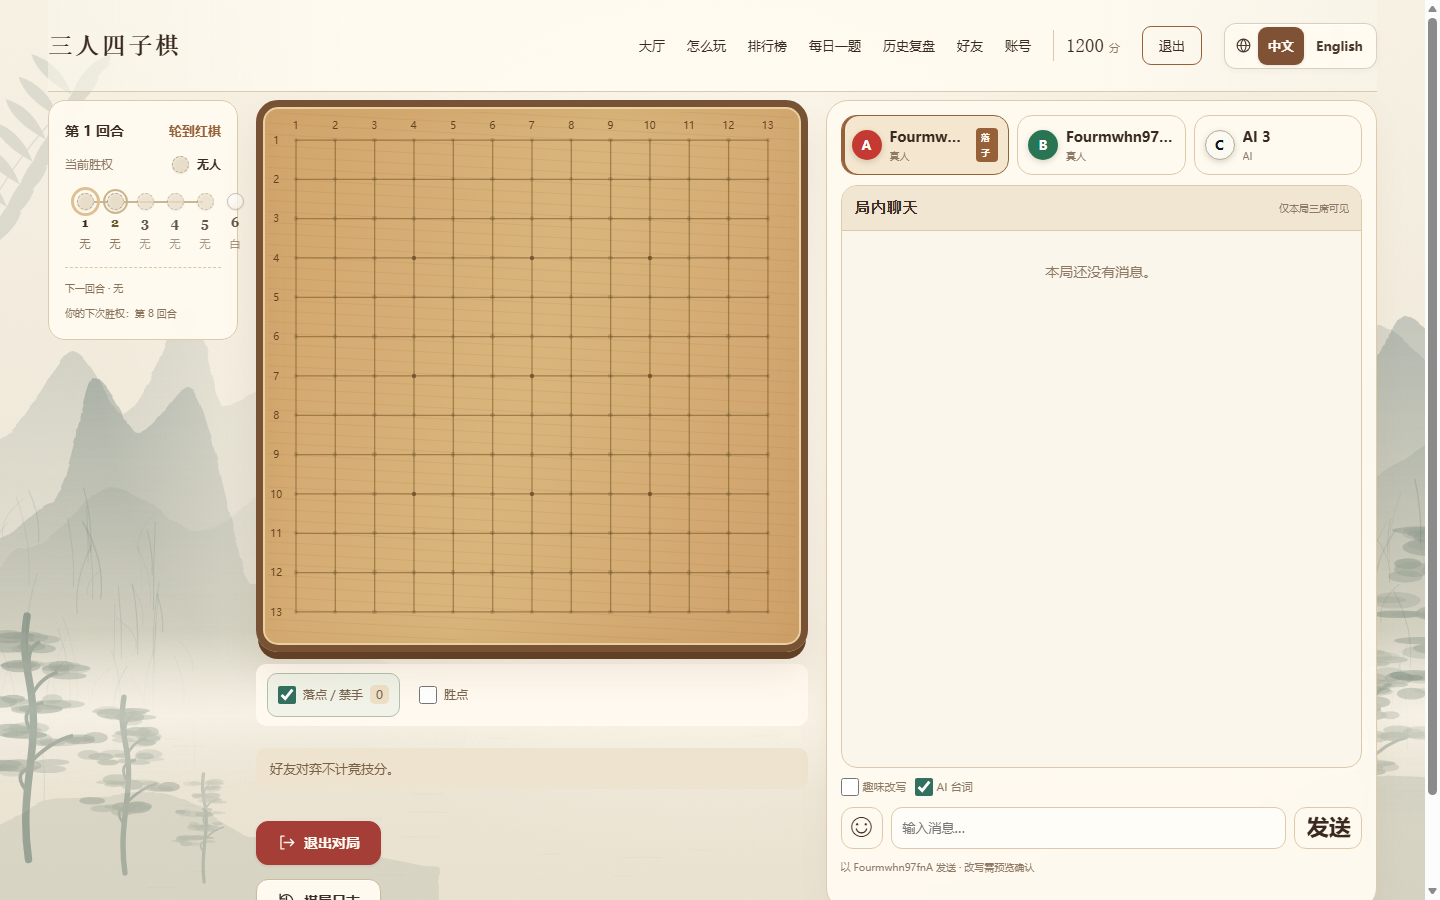 三人四子棋
大厅 怎么玩 排行榜 每日一题 历史复盘 好友 账号 1200 分 退出 中文 English
第 1 回合 轮到红棋
当前胜权 无人
1 2 3 4 5 6
无 无 无 无 无 白
下一回合 · 无
你的下次胜权：第 8 回合
1 2 3 4 5 6 7 8 9 10 11 12 13
1
2
3
4
5
6
7
8
9
10
11
12
13
落点 / 禁手 0 胜点
好友对弈不计竞技分。
退出对局
A Fourmw... 真人 落子
B Fourmwhn97... 真人
C AI 3 AI
局内聊天 仅本局三席可见
本局还没有消息。
趣味改写 AI 台词
输入消息... 发送
以 Fourmwhn97fnA 发送 · 改写需预览确认